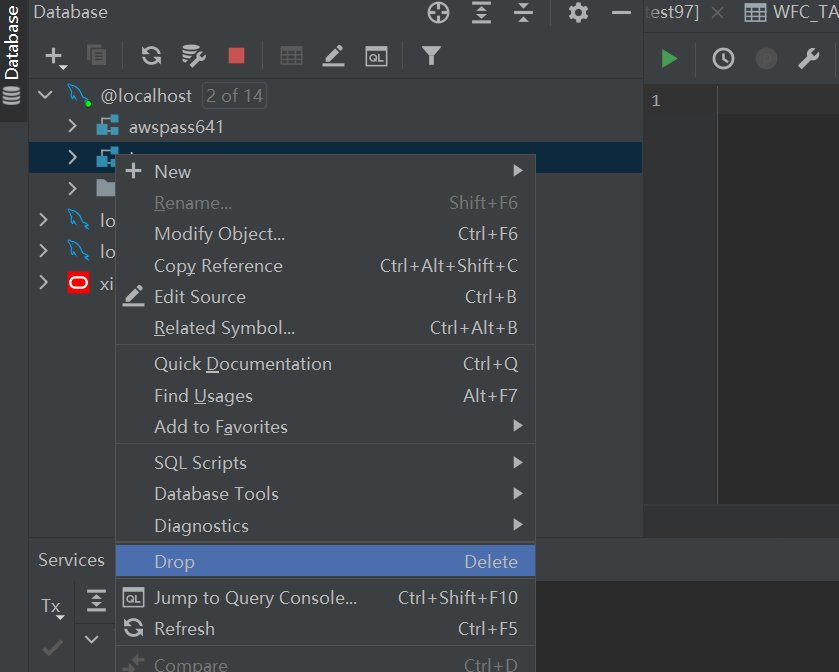 Database
Database
test97]
WFC_TA
@localhost 2 of 14
1
awspass641
New
Rename... Shift+F6
Modify Object... Ctrl+F6
lo
Copy Reference Ctrl+Alt+Shift+C
lo
xi
Edit Source Ctrl+B
Related Symbol... Ctrl+Alt+B
Quick Documentation Ctrl+Q
Find Usages Alt+F7
Add to Favorites
SQL Scripts
Database Tools
Diagnostics
Services
Drop Delete
Tx
QL Jump to Query Console... Ctrl+Shift+F10
Refresh Ctrl+F5
Compare Ctrl+D